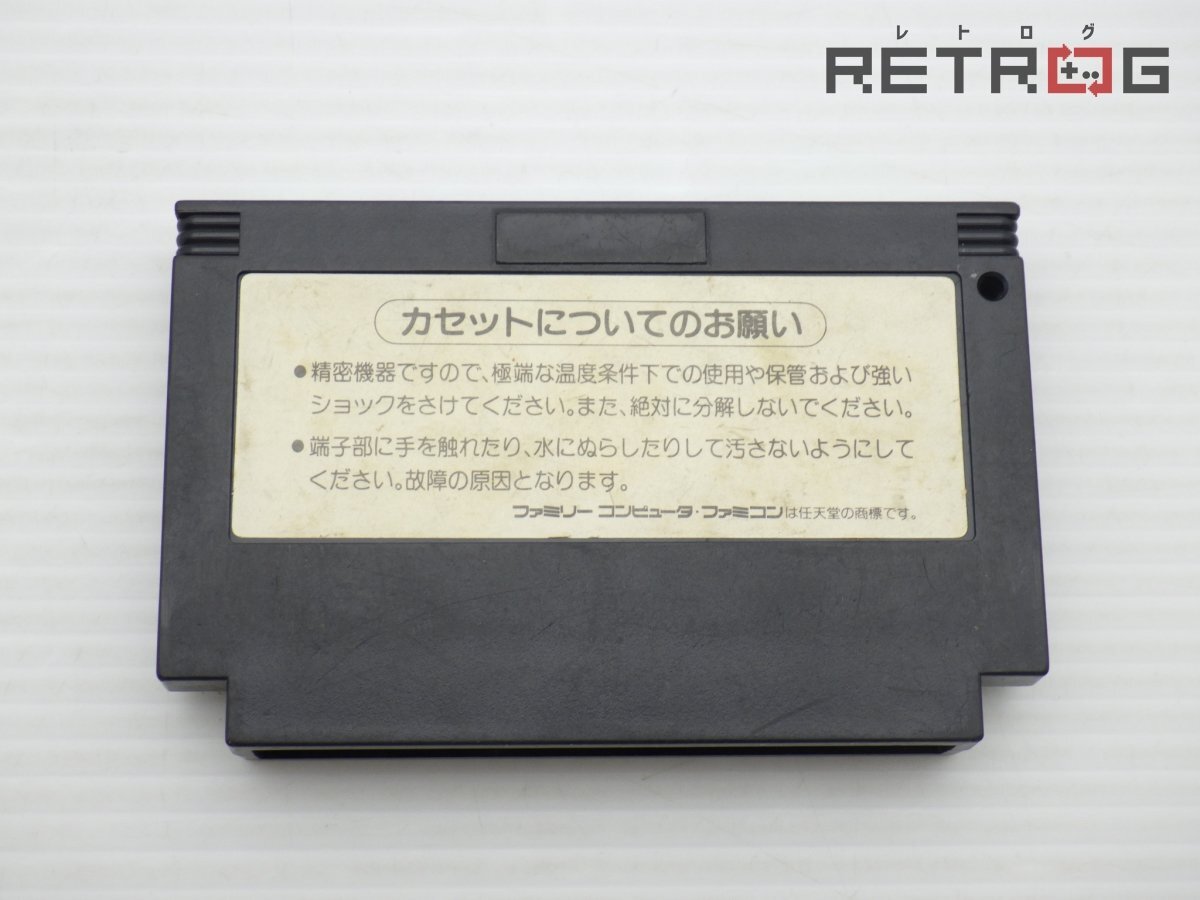 レトログ
RETROG
カセットについてのお願い
●精密機器ですので、極端な温度条件下での使用や保管および強い
ショックをさけてください。また、絶対に分解しないでください。
●端子部に手を触れたり、水にぬらしたりして汚さないようにして
ください。故障の原因となります。
ファミリー コンピュータ・ファミコンは任天堂の商標です。